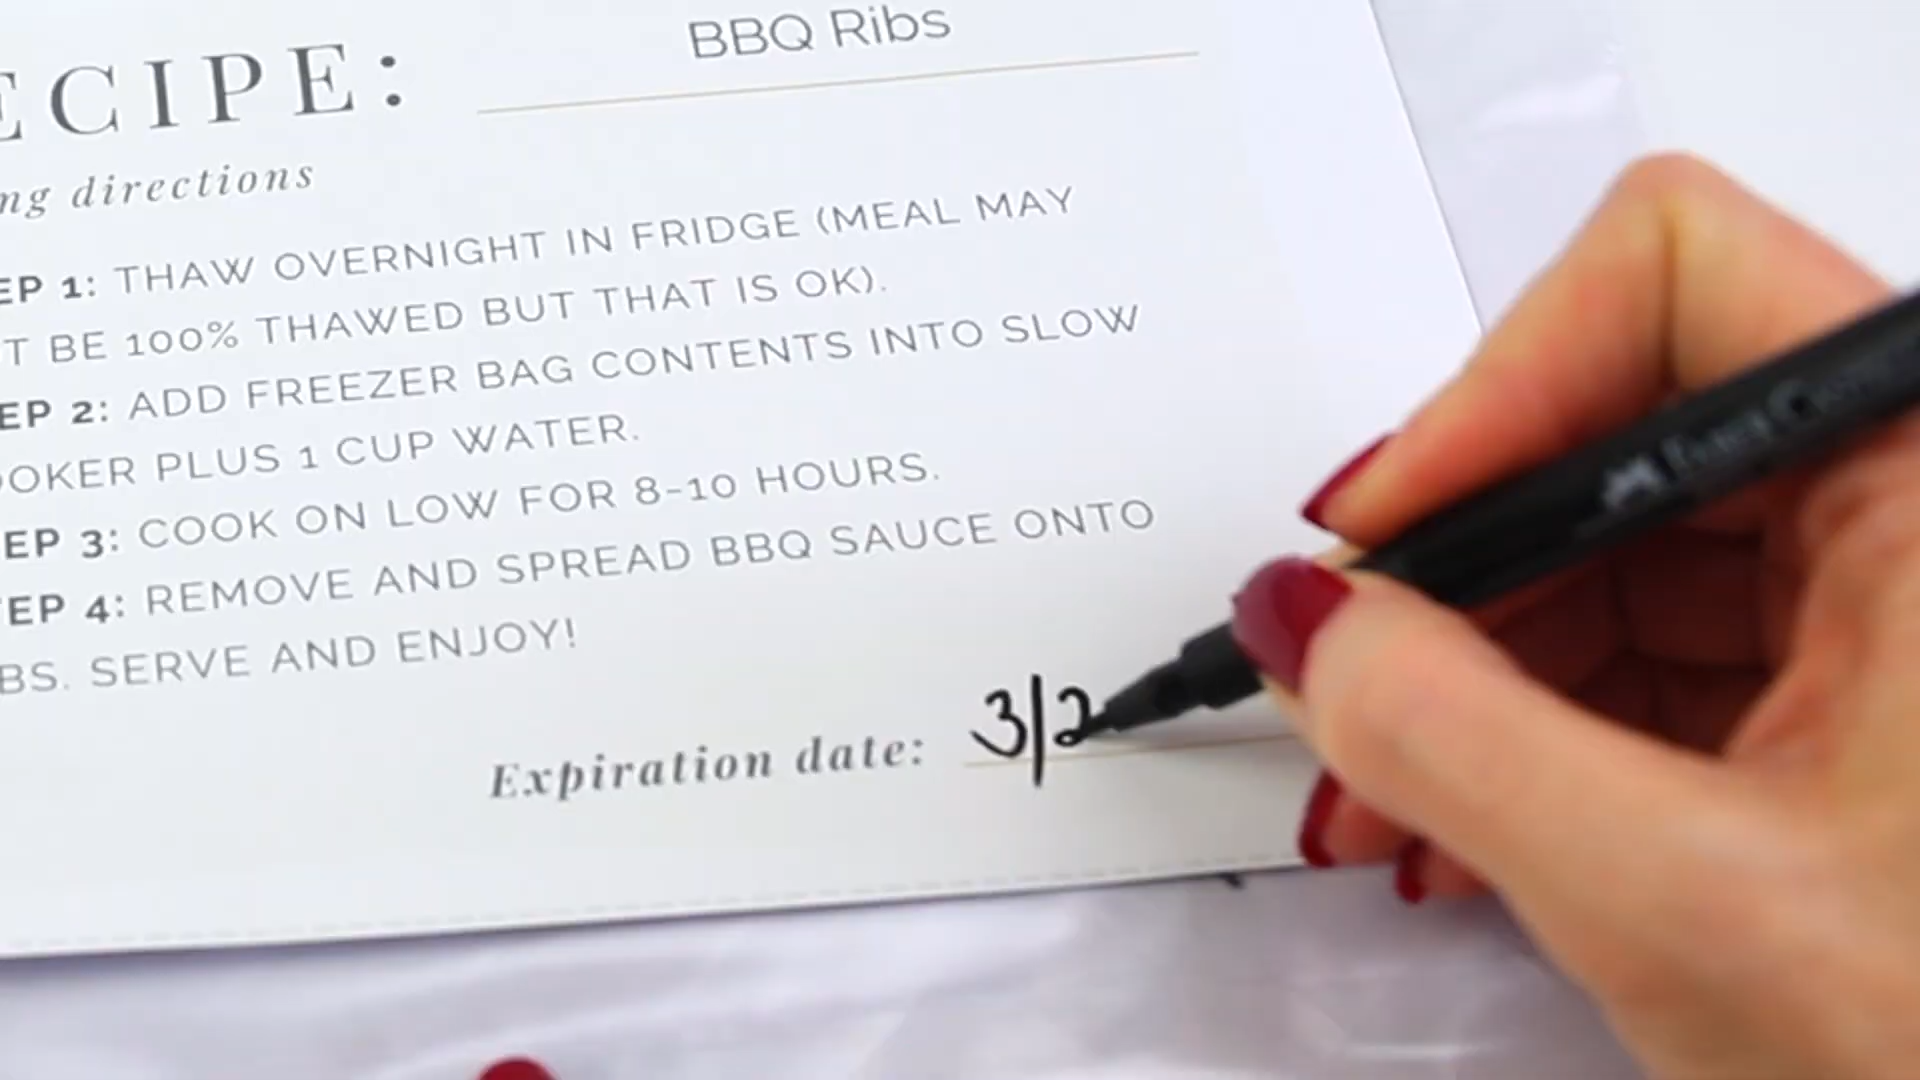 ECIPE: BBQ Ribs
ng directions
EP 1: THAW OVERNIGHT IN FRIDGE (MEAL MAY
T BE 100% THAWED BUT THAT IS OK).
EP 2: ADD FREEZER BAG CONTENTS INTO SLOW
OKER PLUS 1 CUP WATER.
EP 3: COOK ON LOW FOR 8-10 HOURS.
TEP 4: REMOVE AND SPREAD BBQ SAUCE ONTO
BS. SERVE AND ENJOY!
Expiration date: 3/2